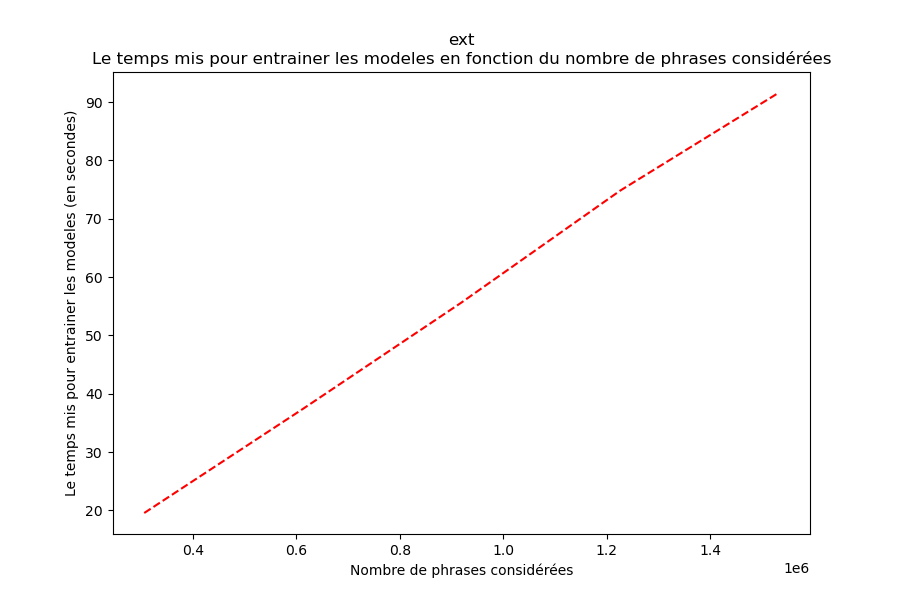 ext
Le temps mis pour entrainer les modeles en fonction du nombre de phrases considérées
Le temps mis pour entrainer les modeles (en secondes)
90
80
70
60
50
40
30
20
0.4
0.6
0.8
1.0
1.2
1.4
1e6
Nombre de phrases considérées